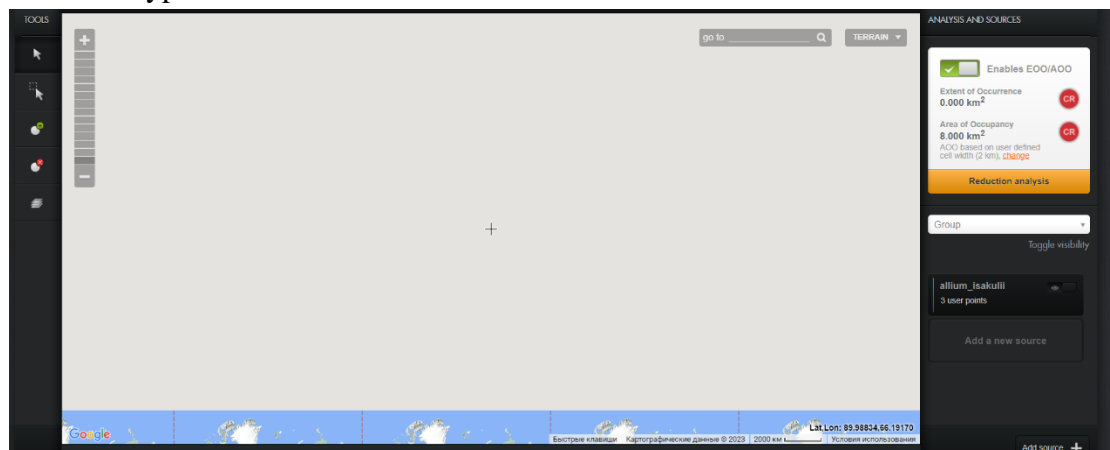 TOOLS
go to
TERRAIN
Google
Быстрые клавиши
Картографические данные © 2023
2000 км
Условия использования
Lat,Lon: 89.98834,66.19170
ANALYSIS AND SOURCES
Enables EOO/AOO
Extent of Occurrence
0.000 km²
CR
Area of Occupancy
8.000 km²
CR
AOO based on user defined
cell width (2 km), change
Reduction analysis
Group
Toggle visibility
allium_isakulii
3 user points
Add a new source
Add source +